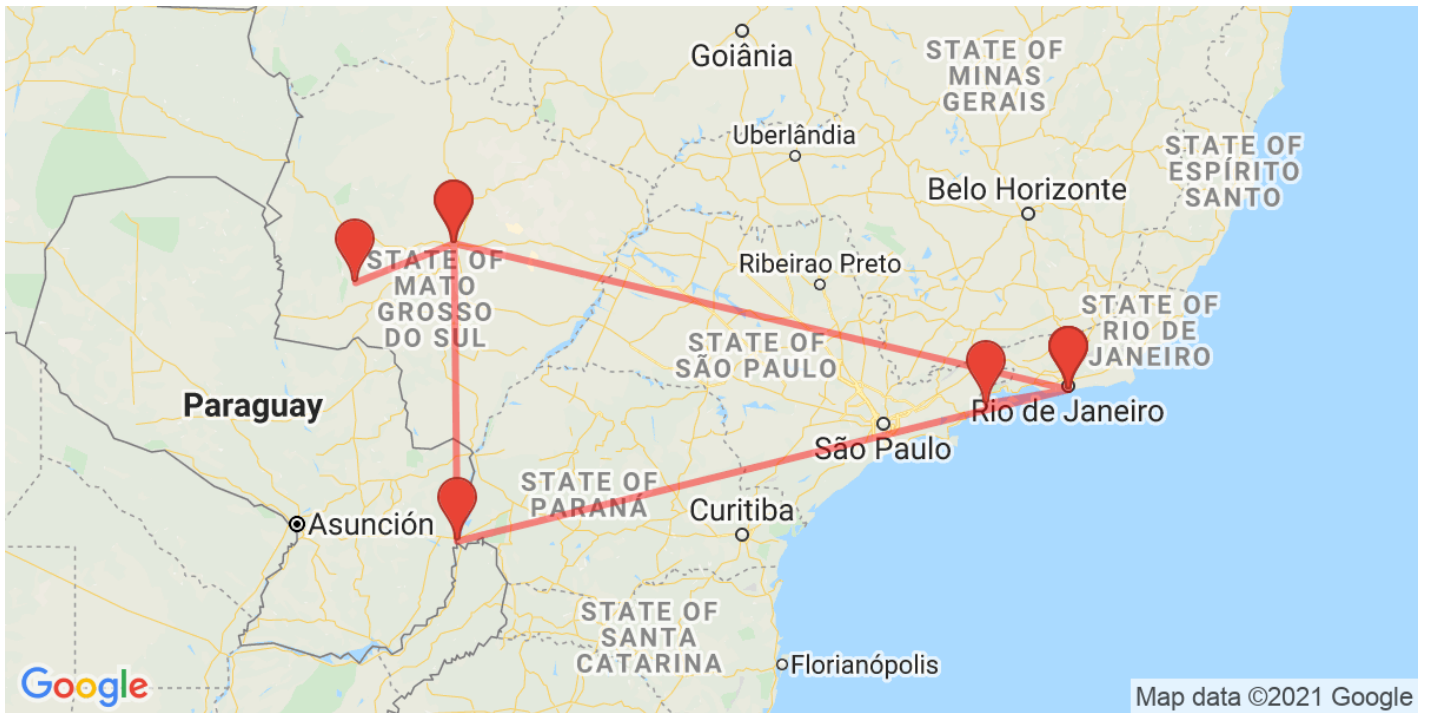 Goiânia
STATE OF
MINAS
GERAIS
Uberlândia
STATE OF
ESPÍRITO
SANTO
Belo Horizonte
STATE OF
MATO
GROSSO
DO SUL
Ribeirao Preto
STATE OF
RIO DE
JANEIRO
STATE OF
SÃO PAULO
Paraguay
Rio de Janeiro
São Paulo
STATE OF
PARANÁ
Curitiba
Asunción
STATE OF
SANTA
CATARINA
Florianópolis
Google
Map data ©2021 Google